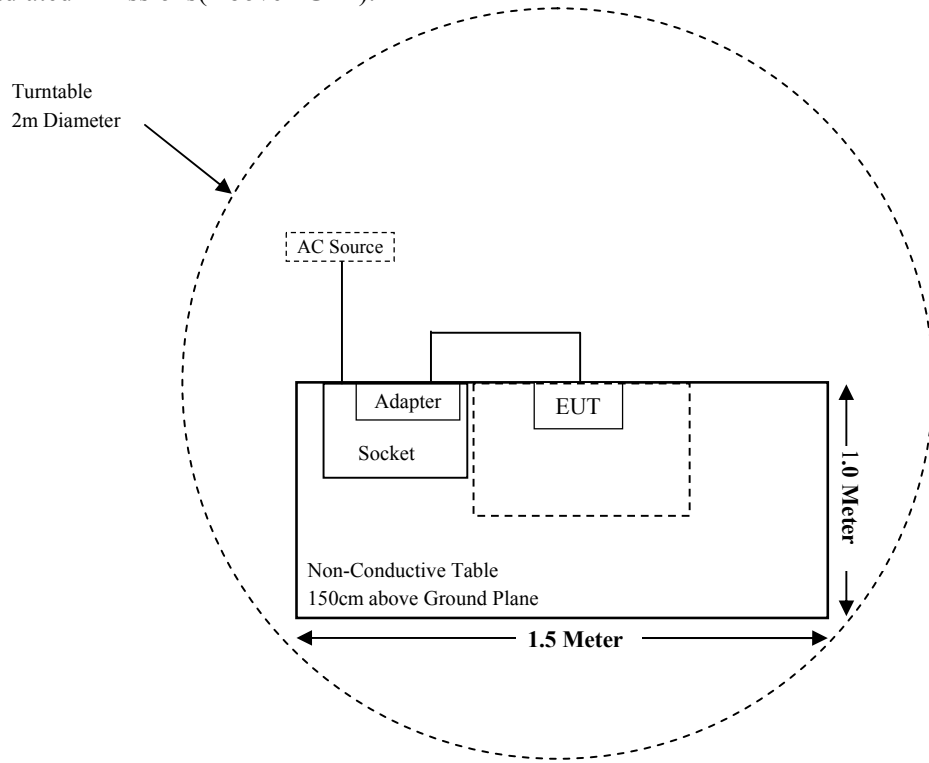 Turntable
2m Diameter
AC Source
Adapter
EUT
Socket
1.0 Meter
Non-Conductive Table
150cm above Ground Plane
1.5 Meter